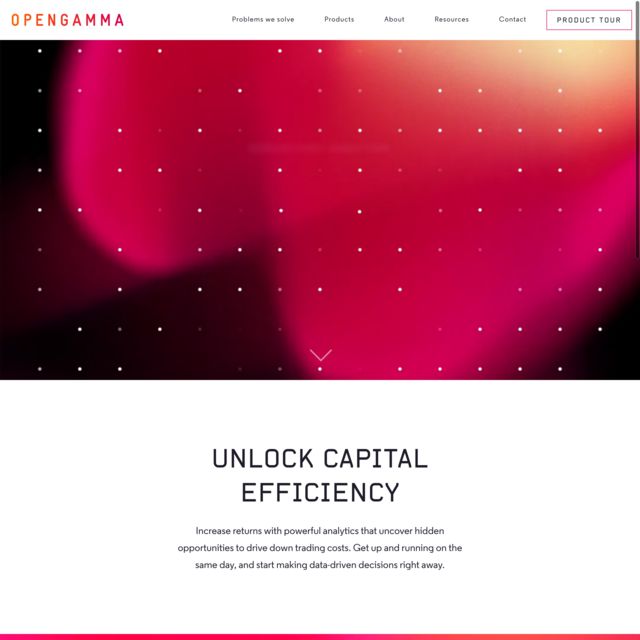 OPENGAMMA
Problems we solve
Products
About
Resources
Contact
PRODUCT TOUR
UNLOCK CAPITAL
EFFICIENCY
Increase returns with powerful analytics that uncover hidden
opportunities to drive down trading costs. Get up and running on the
same day, and start making data-driven decisions right away.